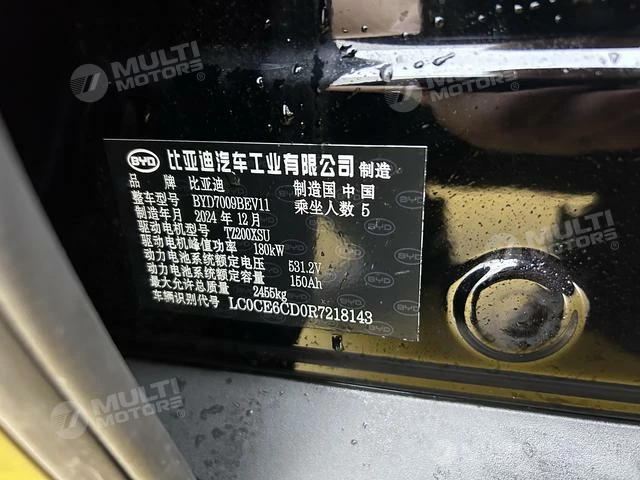 MULTI MOTORS
MULTI MOTORS
BYD 比亚迪汽车工业有限公司 制造
品 牌 比亚迪 制造国 中国
整车型号 BYD7009BEV11 乘坐人数 5
制造年月 2024 年 12 月
驱动电机型号 TZ200XSU
驱动电机峰值功率 180kW
动力电池系统额定电压 531.2V
动力电池系统额定容量 150Ah
最大允许总质量 2455kg
车辆识别代号 LC0CE6CD0R7218143
MULTI MOTORS
MULTI MOTORS
MULTI MOTORS